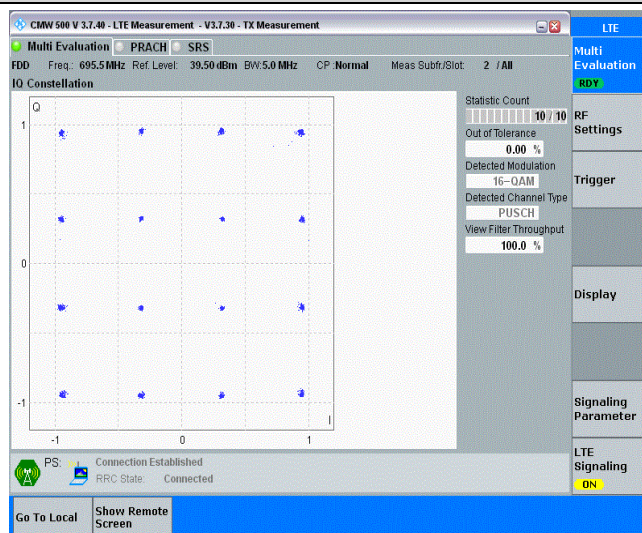 CMW 500 V 3.7.40 - LTE Measurement - V3.7.30 - TX Measurement
LTE
Multi Evaluation PRACH SRS
Multi
Evaluation
RDY
FDD Freq.: 695.5 MHz Ref. Level: 39.50 dBm BW: 5.0 MHz CP : Normal Meas Subfr./Slot: 2 / All
IQ Constellation
Q
1
0
-1
-1 0 1
I
Statistic Count
10 / 10
Out of Tolerance
0.00 %
Detected Modulation
16-QAM
Detected Channel Type
PUSCH
View Filter Throughput
100.0 %
RF
Settings
Trigger
Display
Signaling
Parameter
LTE
Signaling
ON
PS: Connection Established
RRC State: Connected
Go To Local
Show Remote
Screen